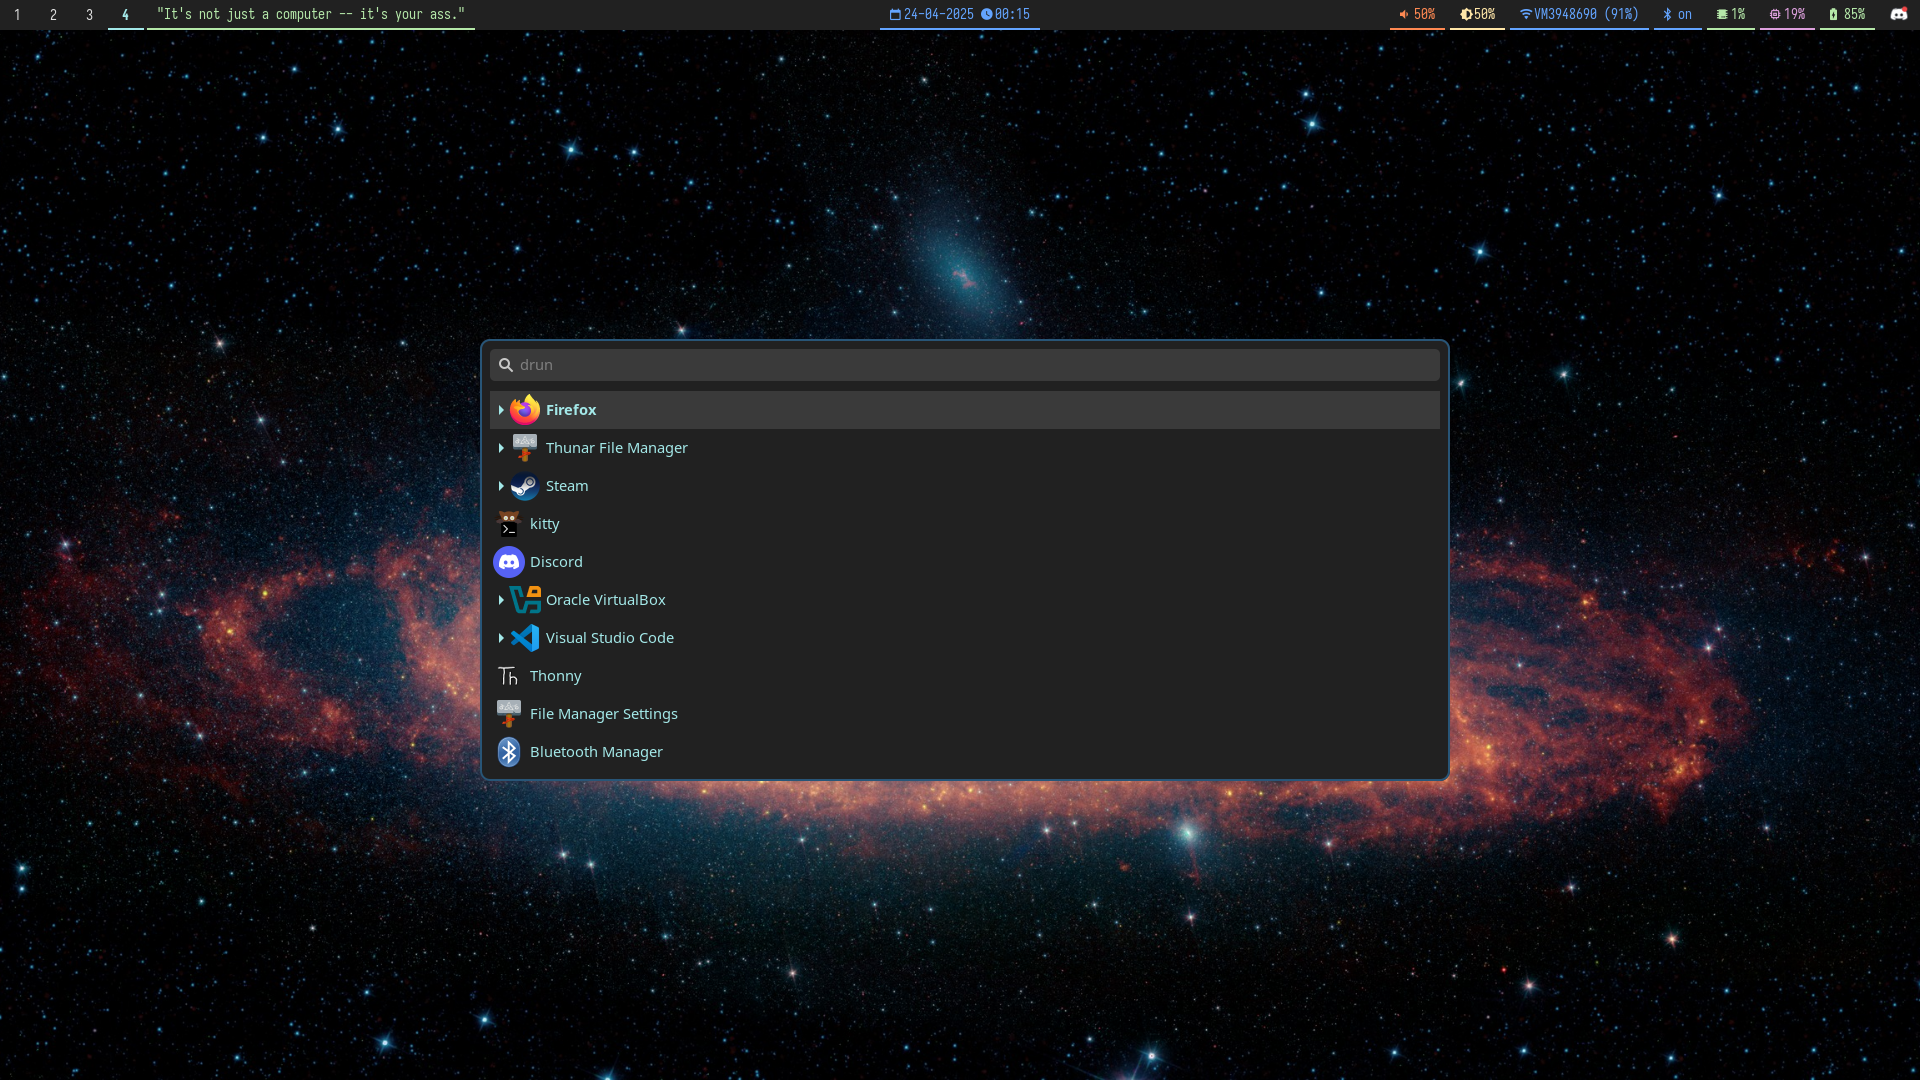 1 2 3 4 "It's not just a computer -- it's your ass." 24-04-2025 00:15 50% 50% VM3948690 (91%) on 1% 19% 85%
drun
Firefox
Thunar File Manager
Steam
kitty
Discord
Oracle VirtualBox
Visual Studio Code
Th Thonny
File Manager Settings
Bluetooth Manager